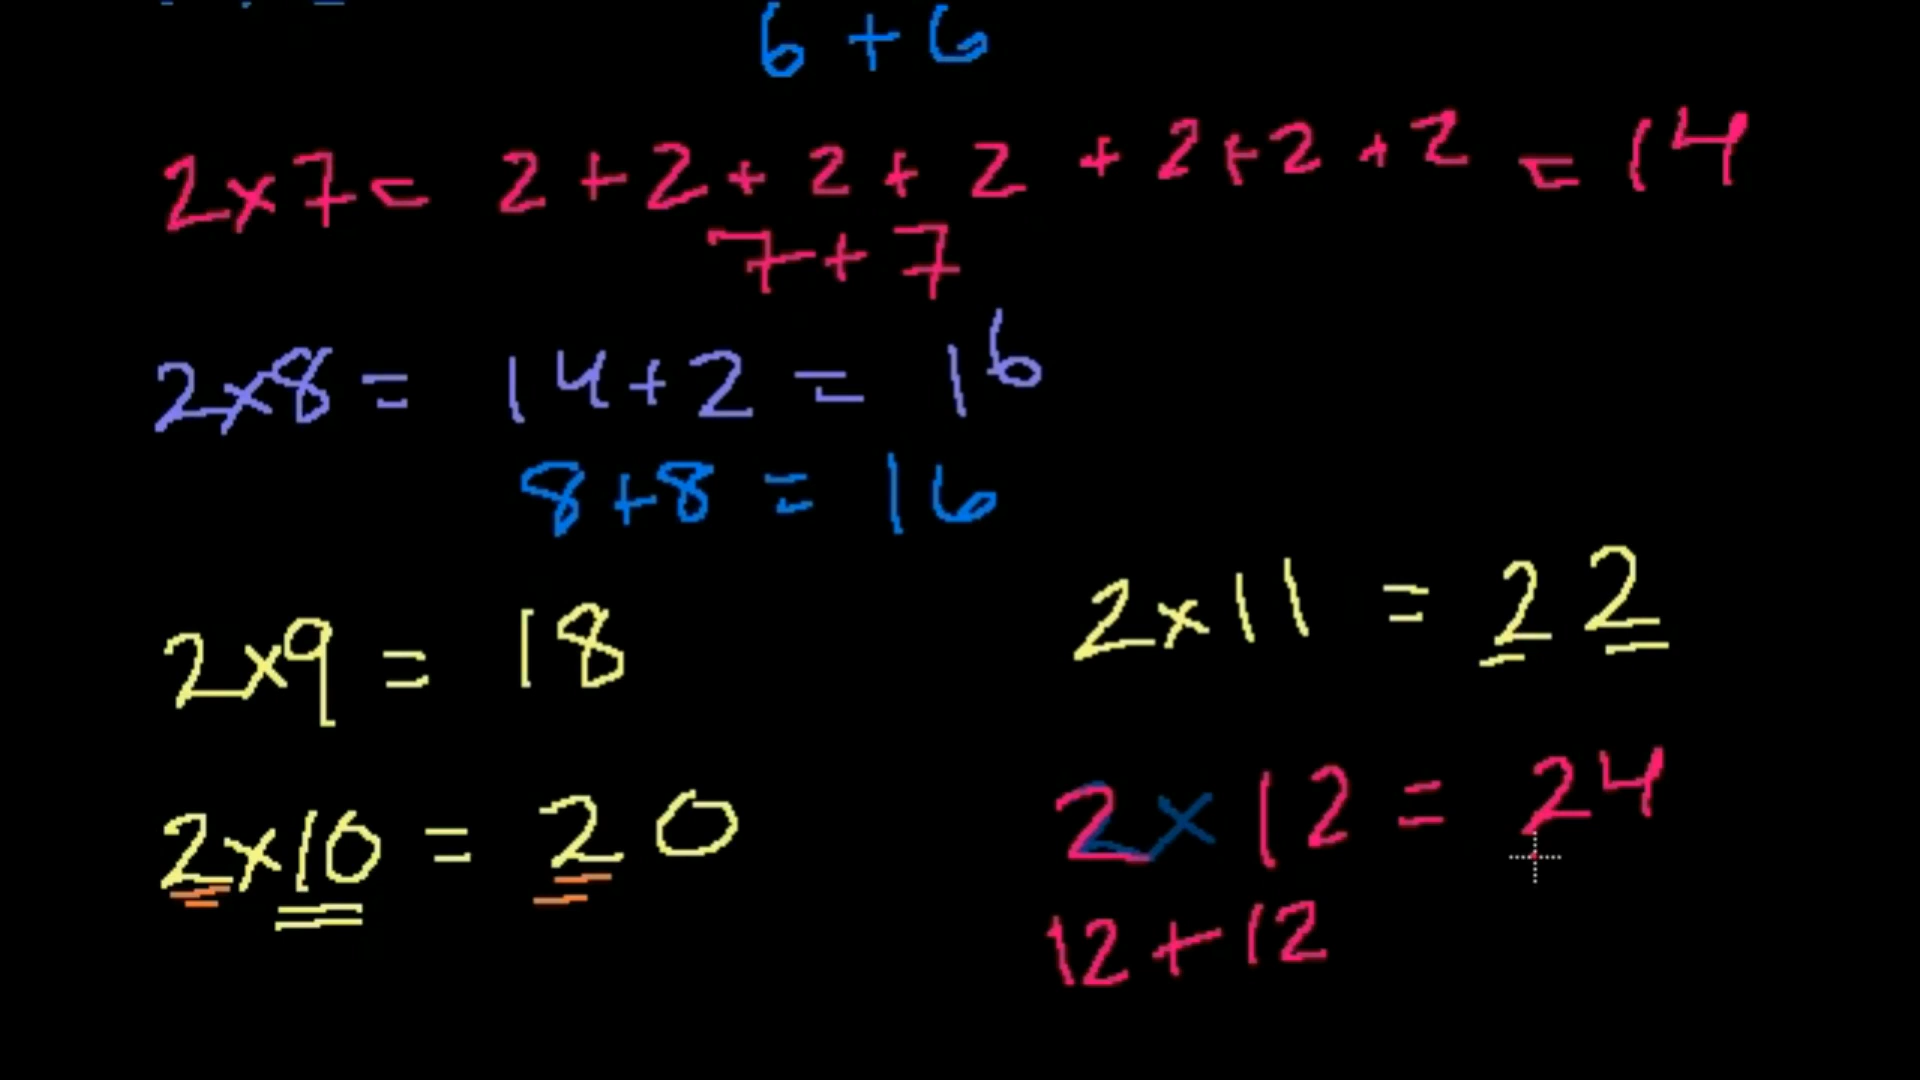 6 + 6
2x7= 2 + 2 + 2 + 2 + 2 + 2 + 2 = 14
7 + 7
2x8 = 14 + 2 = 16
8 + 8 = 16
2x9 = 18
2x10 = 20
2x11 = 22
2x12 = 24
12 + 12